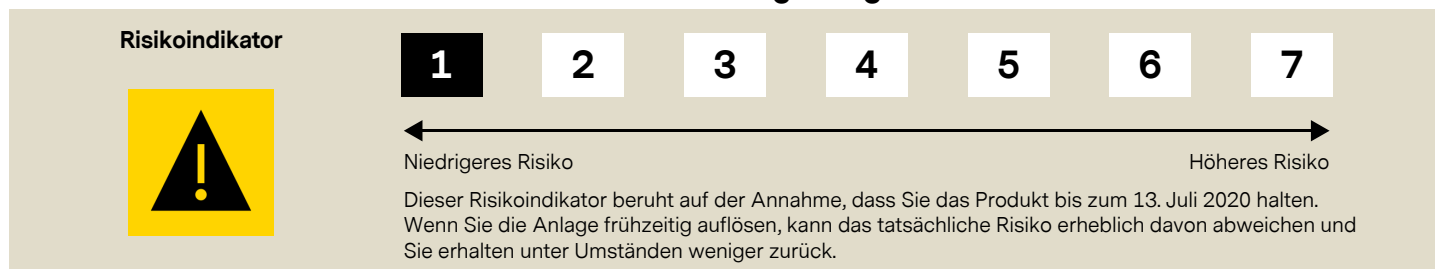 Risikoindikator
1 2 3 4 5 6 7
Niedrigeres Risiko Höheres Risiko
Dieser Risikoindikator beruht auf der Annahme, dass Sie das Produkt bis zum 13. Juli 2020 halten.
Wenn Sie die Anlage frühzeitig auflösen, kann das tatsächliche Risiko erheblich davon abweichen und
Sie erhalten unter Umständen weniger zurück.